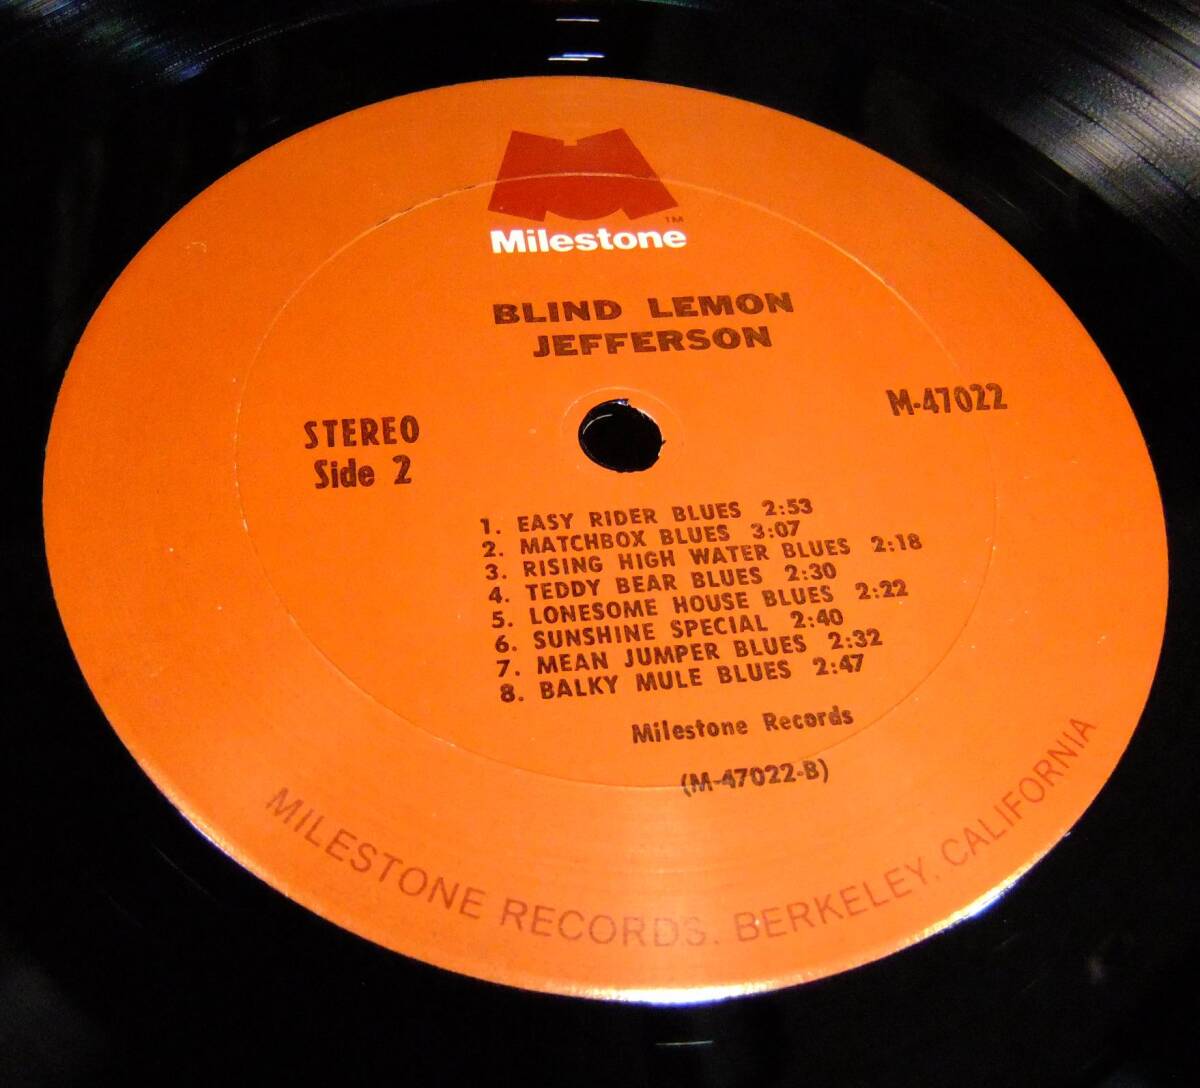 TM
Milestone
BLIND LEMON
JEFFERSON
STEREO
Side 2
M-47022
1. EASY RIDER BLUES 2:53
2. MATCHBOX BLUES 3:07
3. RISING HIGH WATER BLUES 2:18
4. TEDDY BEAR BLUES 2:30
5. LONESOME HOUSE BLUES 2:22
6. SUNSHINE SPECIAL 2:40
7. MEAN JUMPER BLUES 2:32
8. BALKY MULE BLUES 2:47
Milestone Records
(M-47022-B)
MILESTONE RECORDS. BERKELEY, CALIFORNIA